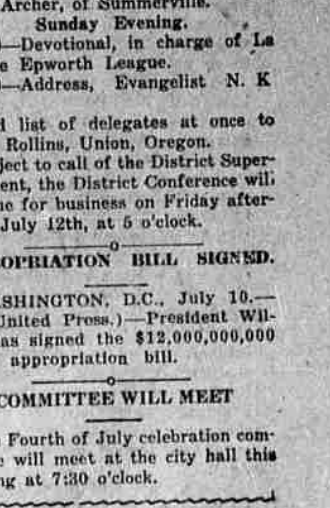 Archer, of Summerville.
Sunday Evening.
—Devotional, in charge of La
e Epworth League.
—Address, Evangelist N. K
l list of delegates at once to
Rollins, Union, Oregon.
ject to call of the District Super-
ent, the District Conference wil
ne for business on Friday after-
July 12th, at 5 o'clock.
OPRIATION BILL SIGNED.
SHINGTON, D.C., July 10.—
United Press.)—President Wil-
as signed the $12,000,000,000
appropriation bill.
COMMITTEE WILL MEET
Fourth of July celebration com-
e will meet at the city hall this
ng at 7:30 o'clock.